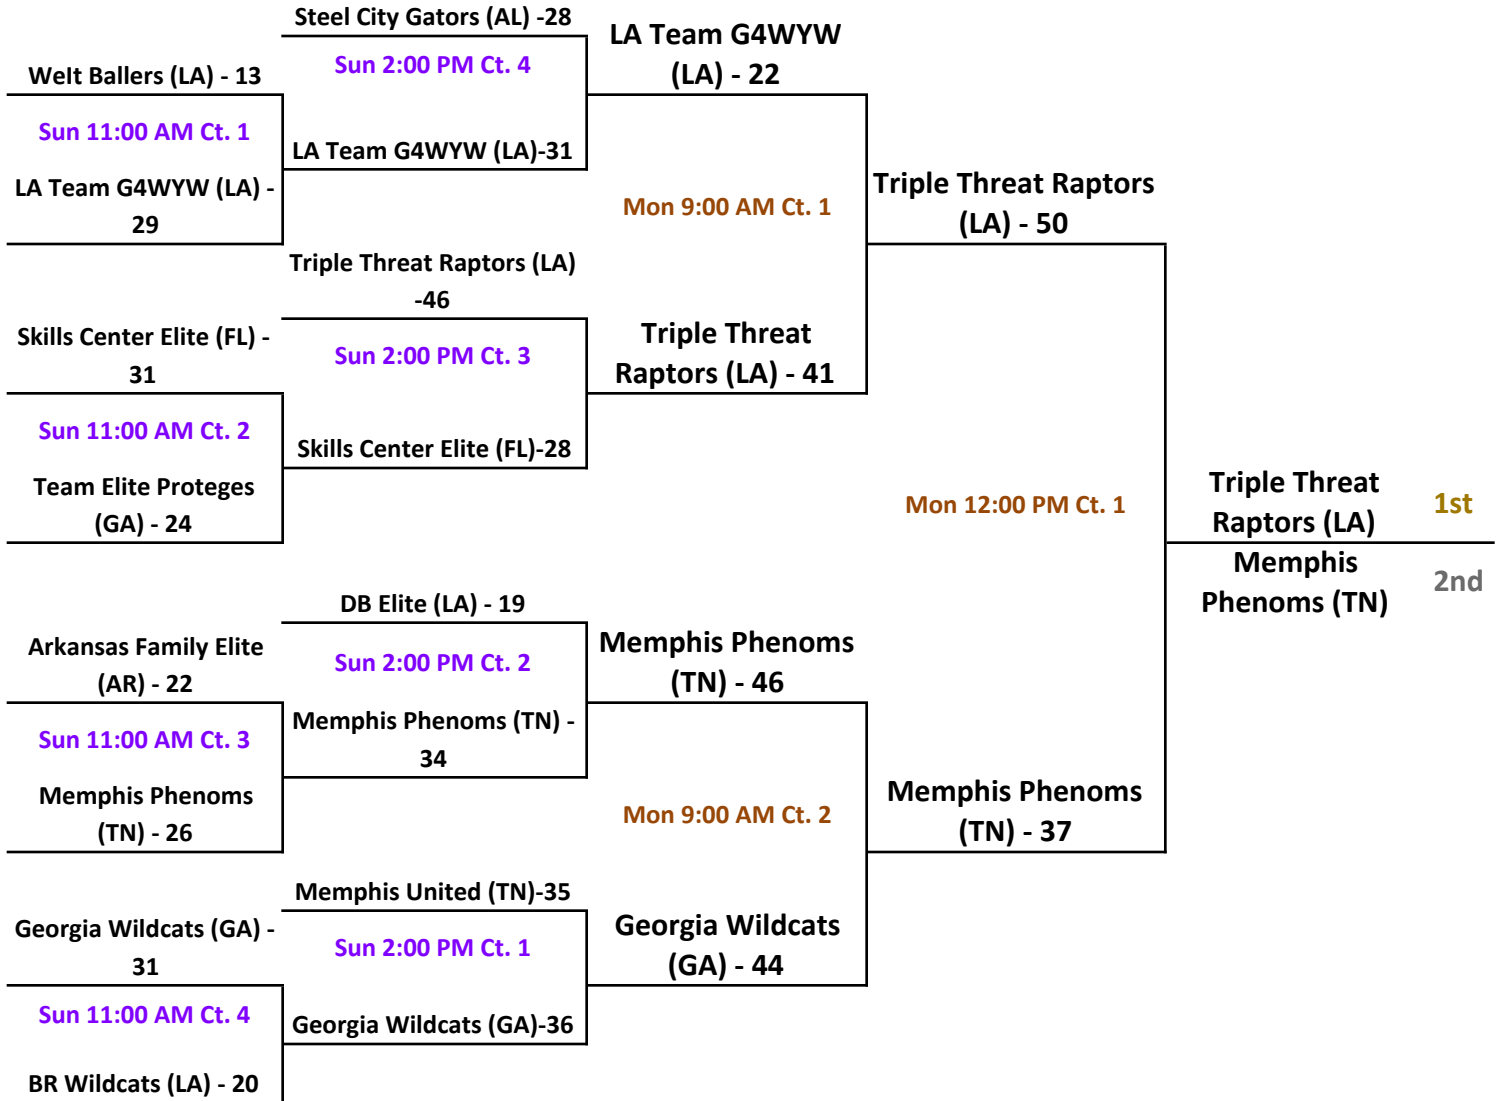 Steel City Gators (AL) -28
Sun 2:00 PM Ct. 4
LA Team G4WYW (LA)-31
Welt Ballers (LA) - 13
Sun 11:00 AM Ct. 1
LA Team G4WYW (LA) -
29
Triple Threat Raptors (LA)
-46
Sun 2:00 PM Ct. 3
Skills Center Elite (FL)-28
Skills Center Elite (FL) -
31
Sun 11:00 AM Ct. 2
Team Elite Proteges
(GA) - 24
LA Team G4WYW
(LA) - 22
Mon 9:00 AM Ct. 1
Triple Threat
Raptors (LA) - 41
Triple Threat Raptors
(LA) - 50
Mon 12:00 PM Ct. 1
Triple Threat
Raptors (LA)
1st
Memphis
Phenoms (TN)
2nd
DB Elite (LA) - 19
Sun 2:00 PM Ct. 2
Memphis Phenoms (TN) -
34
Arkansas Family Elite
(AR) - 22
Sun 11:00 AM Ct. 3
Memphis Phenoms
(TN) - 26
Memphis Phenoms
(TN) - 46
Mon 9:00 AM Ct. 2
Georgia Wildcats
(GA) - 44
Memphis Phenoms
(TN) - 37
Memphis United (TN)-35
Sun 2:00 PM Ct. 1
Georgia Wildcats (GA)-36
Georgia Wildcats (GA) -
31
Sun 11:00 AM Ct. 4
BR Wildcats (LA) - 20